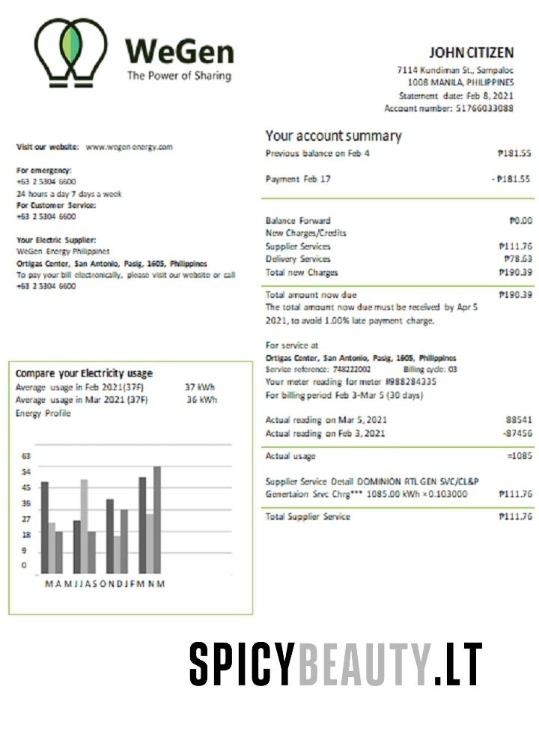 WeGen
The Power of Sharing
JOHN CITIZEN
7114 Kundiman St., Sampaloc
1008 MANILA, PHILIPPINES
Statement date: Feb 8, 2021
Account number: 51766033088
Visit our website: www.wegen-energy.com
For emergency:
+63 2 5304 6600
24 hours a day 7 days a week
For Customer Service:
+63 2 5304 6600
Your Electric Supplier:
WeGen Energy Philippines
Ortigas Center, San Antonio, Pasig, 1605, Philippines
To pay your bill electronically, please visit our website or call
+63 2 5304 6600
Your account summary
Previous balance on Feb 4 ₱181.55
Payment Feb 17 - ₱181.55
Balance Forward ₱0.00
New Charges/Credits
Supplier Services ₱111.76
Delivery Services ₱78.63
Total new Charges ₱190.39
Total amount now due ₱190.39
The total amount now due must be received by Apr 5
2021, to avoid 1.00% late payment charge.
For service at
Ortigas Center, San Antonio, Pasig, 1605, Philippines
Service reference: 748222002 Billing cycle: 03
Your meter reading for meter #988284335
For billing period Feb 3-Mar 5 (30 days)
Actual reading on Mar 5, 2021 88541
Actual reading on Feb 3, 2021 -87456
Actual usage =1085
Supplier Service Detail DOMINION RTL GEN SVC/CL&P
Genertaion Srvc Chrg*** 1085.00 kWh × 0.103000 ₱111.76
Total Supplier Service ₱111.76
Compare your Electricity usage
Average usage in Feb 2021(37F) 37 kWh
Average usage in Mar 2021 (37F) 36 kWh
Energy Profile
63
54
45
36
27
18
9
0
M A M J J A S O N D J F M N M
SPICYBEAUTY.LT